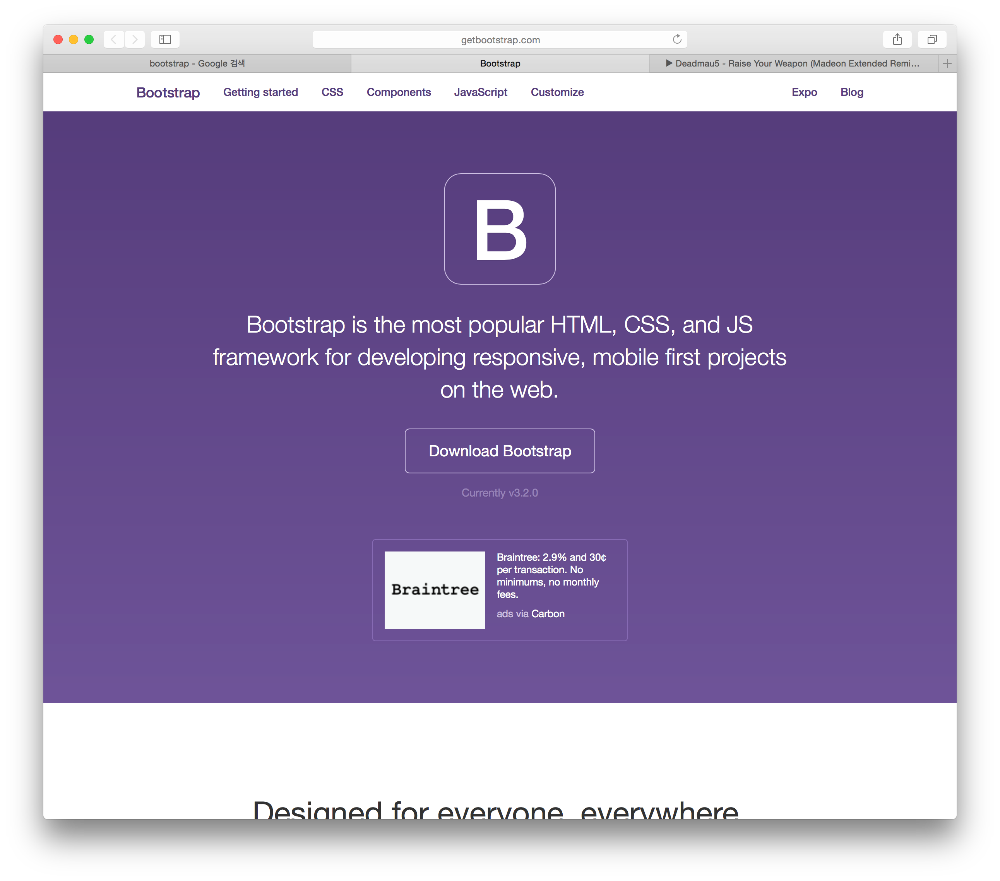 getbootstrap.com
bootstrap - Google 검색
Bootstrap
▶ Deadmau5 - Raise Your Weapon (Madeon Extended Remi...
Bootstrap Getting started CSS Components JavaScript Customize Expo Blog
B
Bootstrap is the most popular HTML, CSS, and JS
framework for developing responsive, mobile first projects
on the web.
Download Bootstrap
Currently v3.2.0
Braintree
Braintree: 2.9% and 30¢
per transaction. No
minimums, no monthly
fees.
ads via Carbon
Designed for everyone, everywhere.